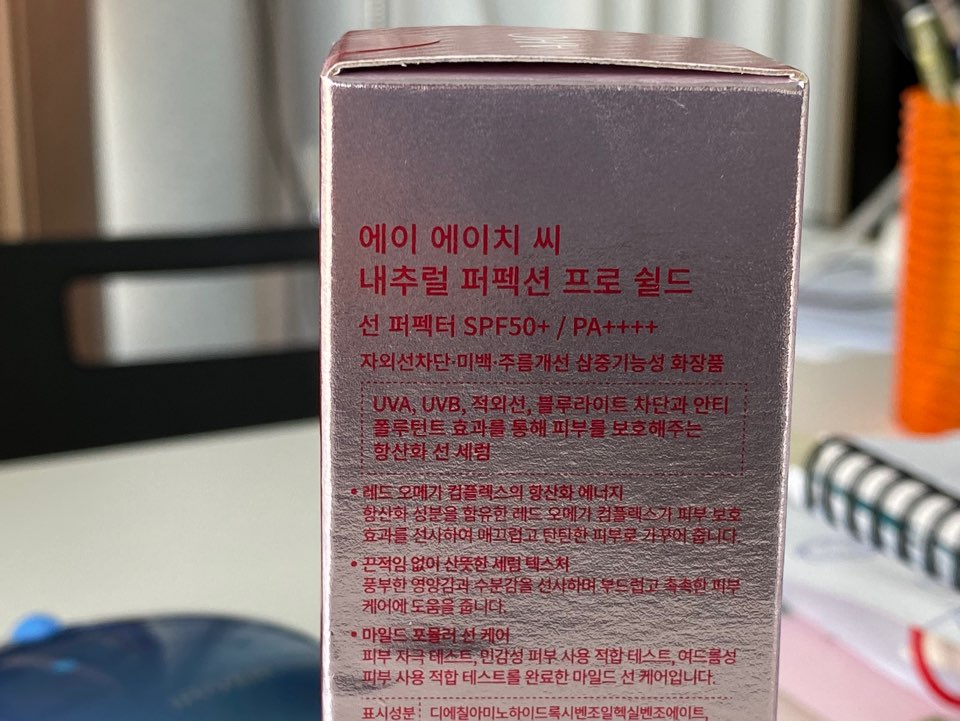 에이 에이치 씨
내추럴 퍼펙션 프로 쉴드
선 퍼펙터 SPF50+ / PA++++
자외선차단·미백·주름개선 삼중기능성 화장품
UVA, UVB, 적외선, 블루라이트 차단과 안티
폴루턴트 효과를 통해 피부를 보호해주는
항산화 선 세럼
• 레드 오메가 컴플렉스의 항산화 에너지
항산화 성분을 함유한 레드 오메가 컴플렉스가 피부 보호
효과를 선사하여 매끄럽고 탄탄한 피부로 가꾸어 줍니다.
• 끈적임 없이 산뜻한 세럼 텍스처
풍부한 영양감과 수분감을 선사하며 부드럽고 촉촉한 피부
케어에 도움을 줍니다.
• 마일드 포뮬러 선 케어
피부 자극 테스트, 민감성 피부 사용 적합 테스트, 여드름성
피부 사용 적합 테스트를 완료한 마일드 선 케어입니다.
표시성분 디에칠아미노하이드록시벤조일헥실벤조에이트,